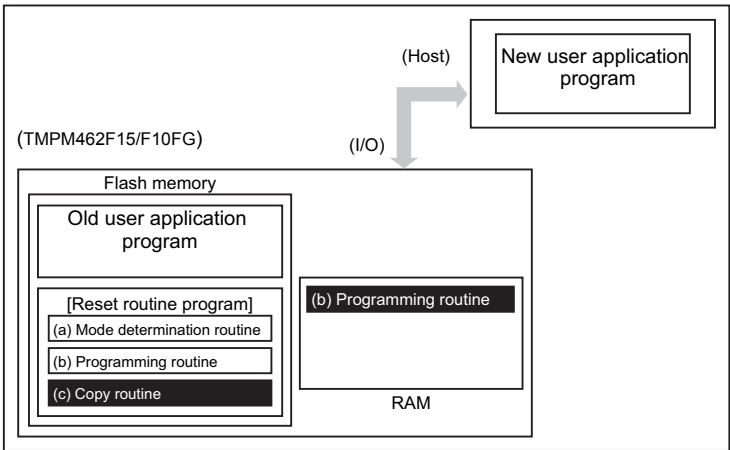 (Host)
New user application
program
(TMPM462F15/F10FG)
(I/O)
Flash memory
Old user application
program
[Reset routine program]
(a) Mode determination routine
(b) Programming routine
(c) Copy routine
(b) Programming routine
RAM